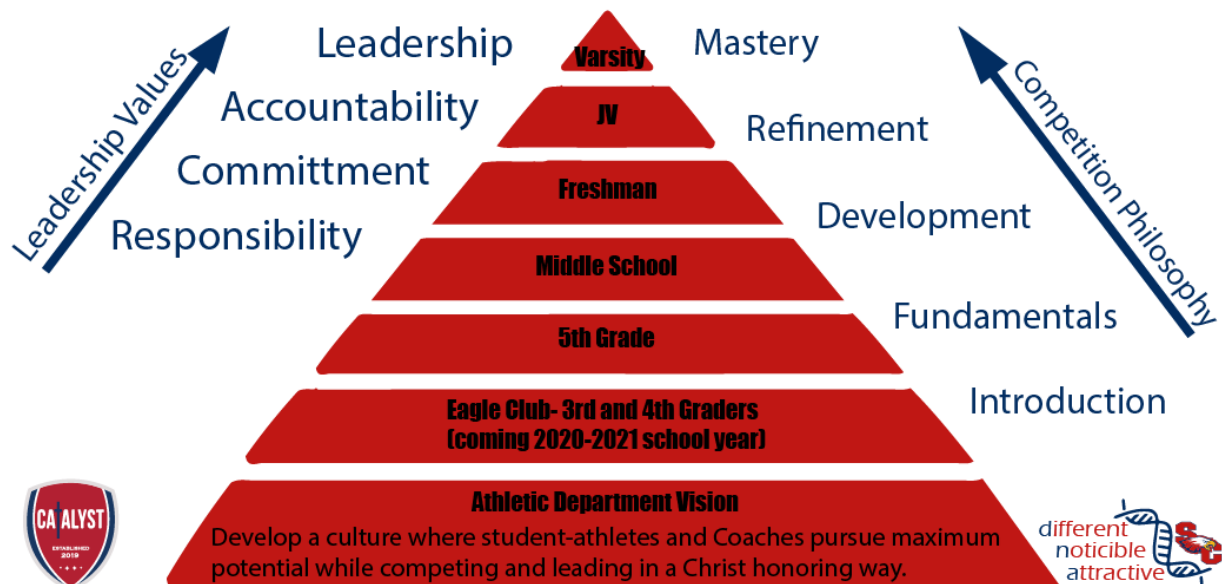 Leadership Values
Leadership
Accountability
Committment
Responsibility
Varsity
JV
Freshman
Middle School
5th Grade
Eagle Club- 3rd and 4th Graders
(coming 2020-2021 school year)
Athletic Department Vision
Develop a culture where student-athletes and Coaches pursue maximum
potential while competing and leading in a Christ honoring way.
Mastery
Refinement
Development
Fundamentals
Introduction
Competition Philosophy
CATALYST
ESTABLISHED
2019
different
noticible
attractive
SC